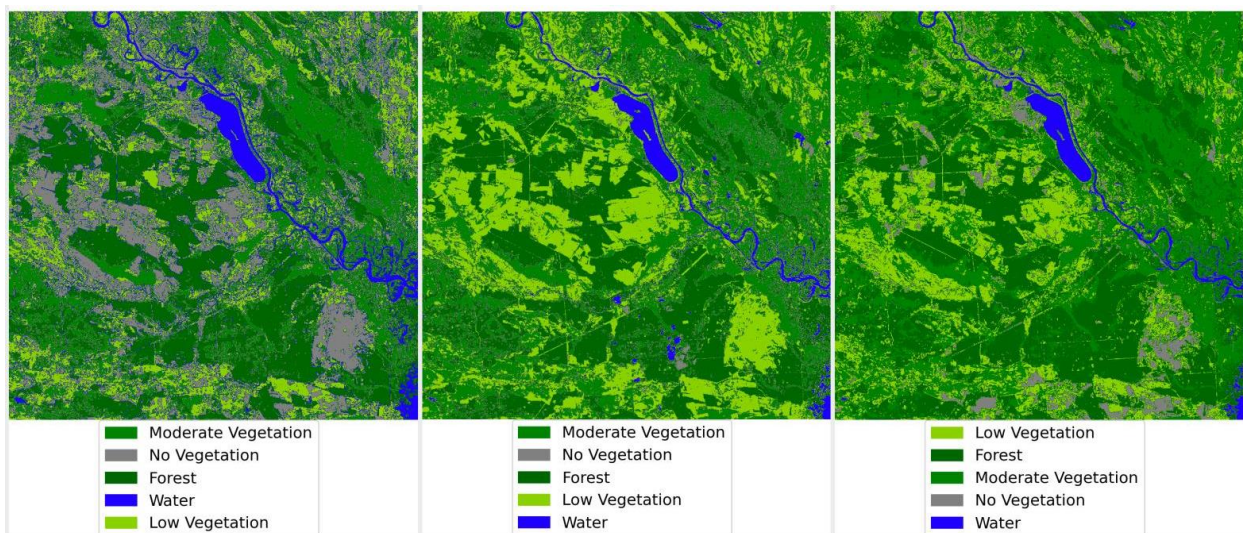 Moderate Vegetation
No Vegetation
Forest
Water
Low Vegetation
Moderate Vegetation
No Vegetation
Forest
Low Vegetation
Water
Low Vegetation
Forest
Moderate Vegetation
No Vegetation
Water